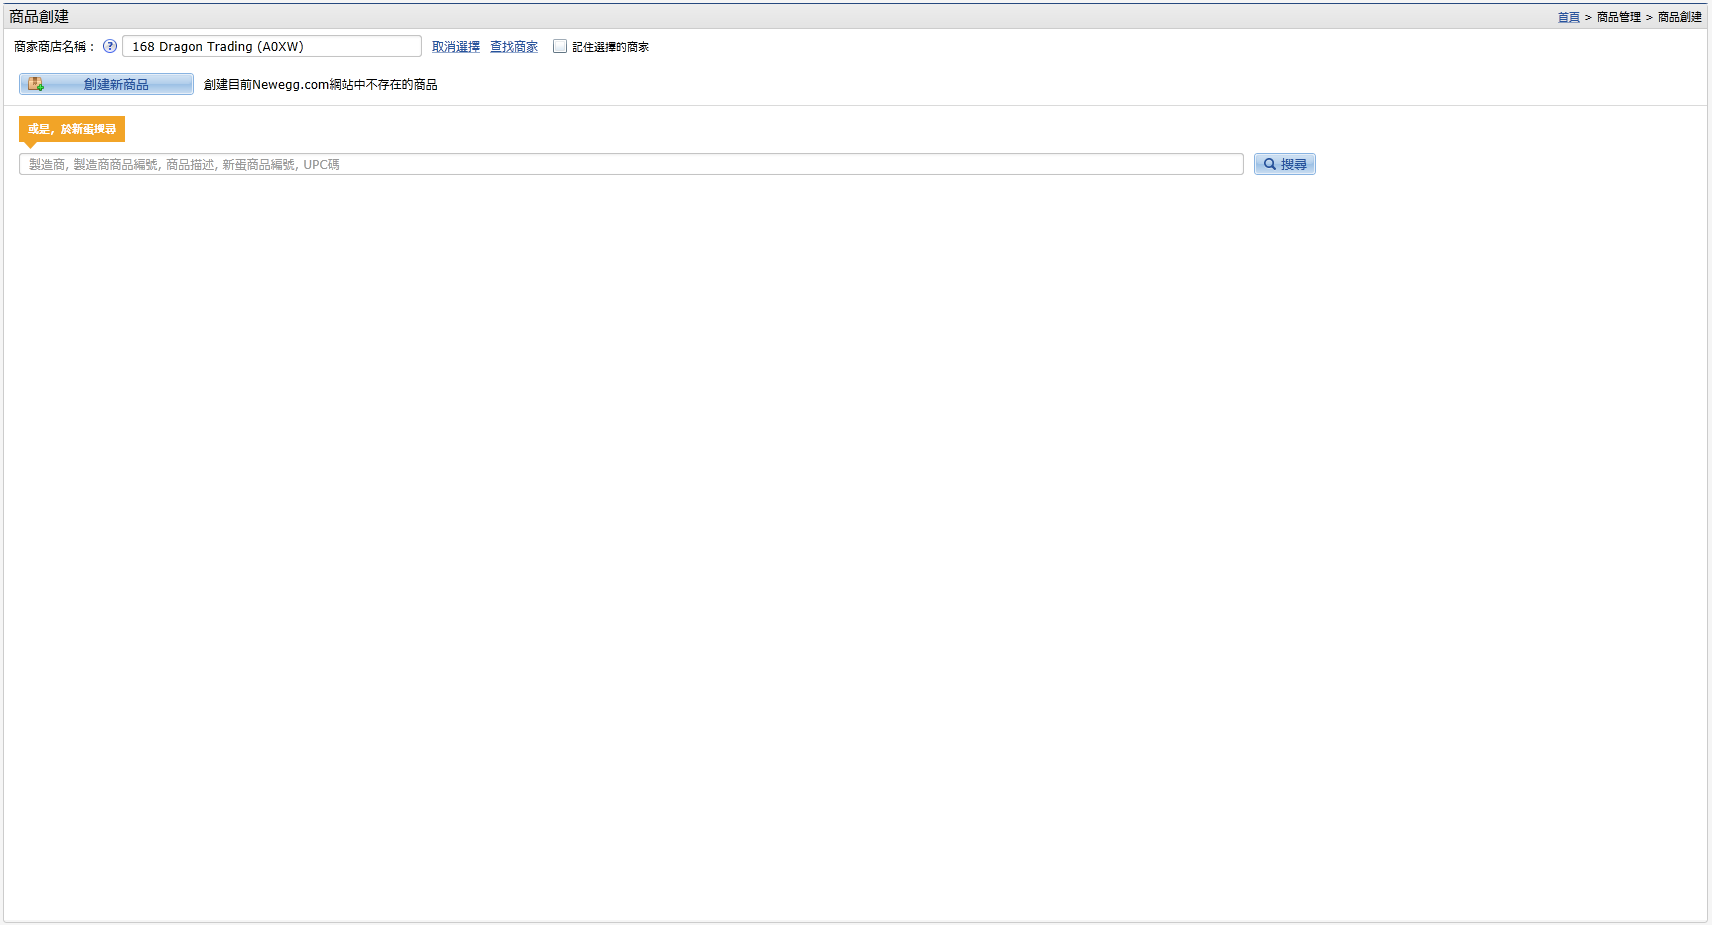 商品創建
首頁 > 商品管理 > 商品創建
商家商店名稱： ? 168 Dragon Trading (A0XW) 取消選擇 查找商家 記住選擇的商家
創建新商品 創建目前Newegg.com網站中不存在的商品
或是，於新蛋搜尋
製造商, 製造商商品編號, 商品描述, 新蛋商品編號, UPC碼 搜尋